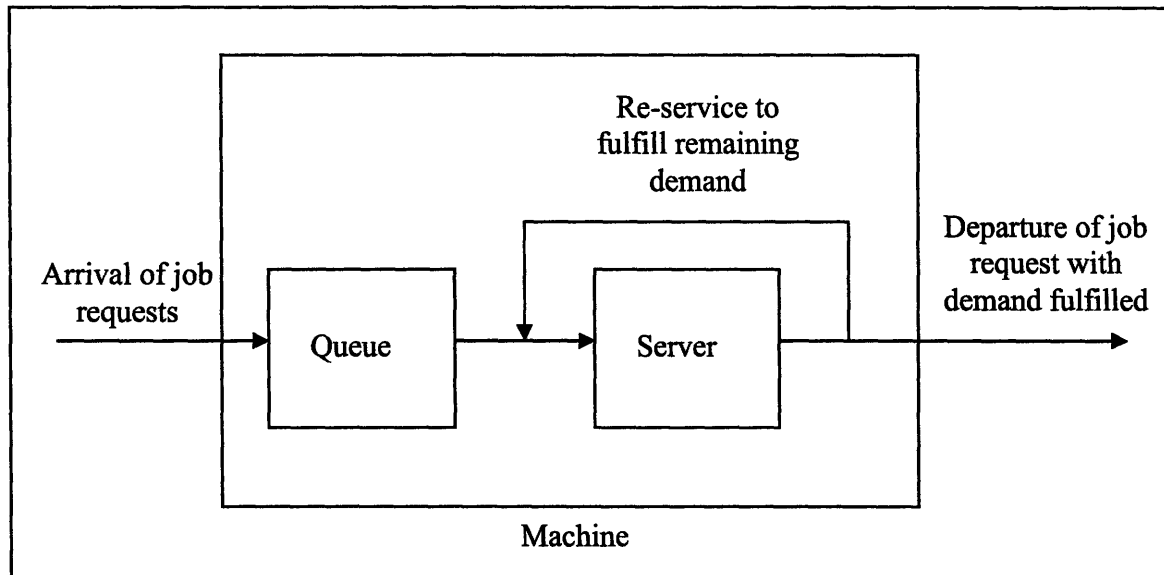 Re-service to
fulfill remaining
demand
Arrival of job
requests
Queue
Server
Departure of job
request with
demand fulfilled
Machine